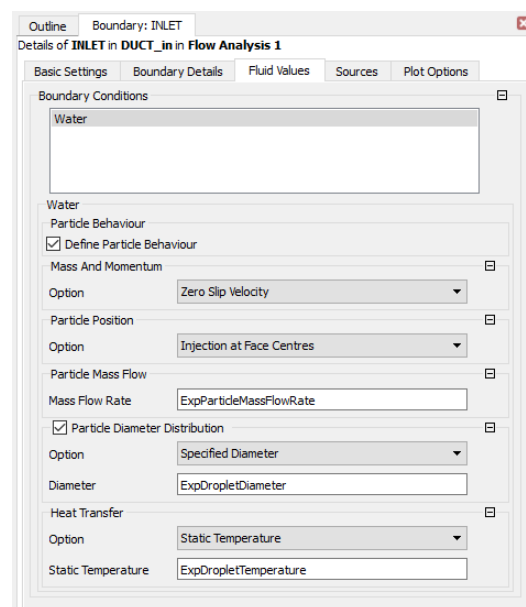 Outline Boundary: INLET
Details of INLET in DUCT_in in Flow Analysis 1
Basic Settings Boundary Details Fluid Values Sources Plot Options
Boundary Conditions
Water
Water
Particle Behaviour
Define Particle Behaviour
Mass And Momentum
Option Zero Slip Velocity
Particle Position
Option Injection at Face Centres
Particle Mass Flow
Mass Flow Rate ExpParticleMassFlowRate
Particle Diameter Distribution
Option Specified Diameter
Diameter ExpDropletDiameter
Heat Transfer
Option Static Temperature
Static Temperature ExpDropletTemperature